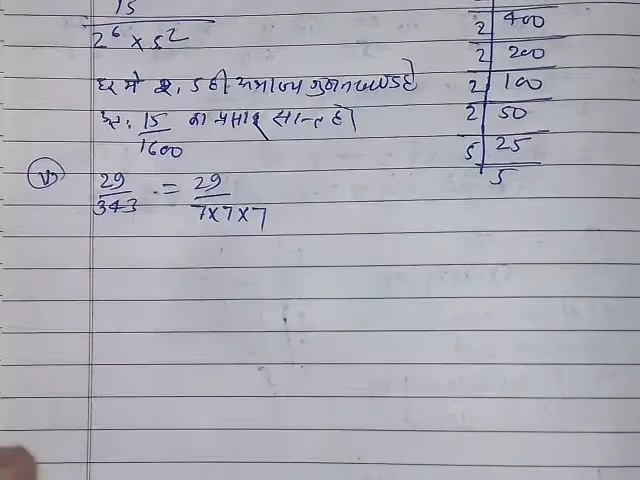 15
2⁶ × 5²
हर में 2, 5 ही अभाज्य गुणनखण्ड है
अतः 15/1600 का प्रसार सान्त है।
(v) 29/343 = 29/7×7×7
2 | 400
2 | 200
2 | 100
2 | 50
5 | 25
5